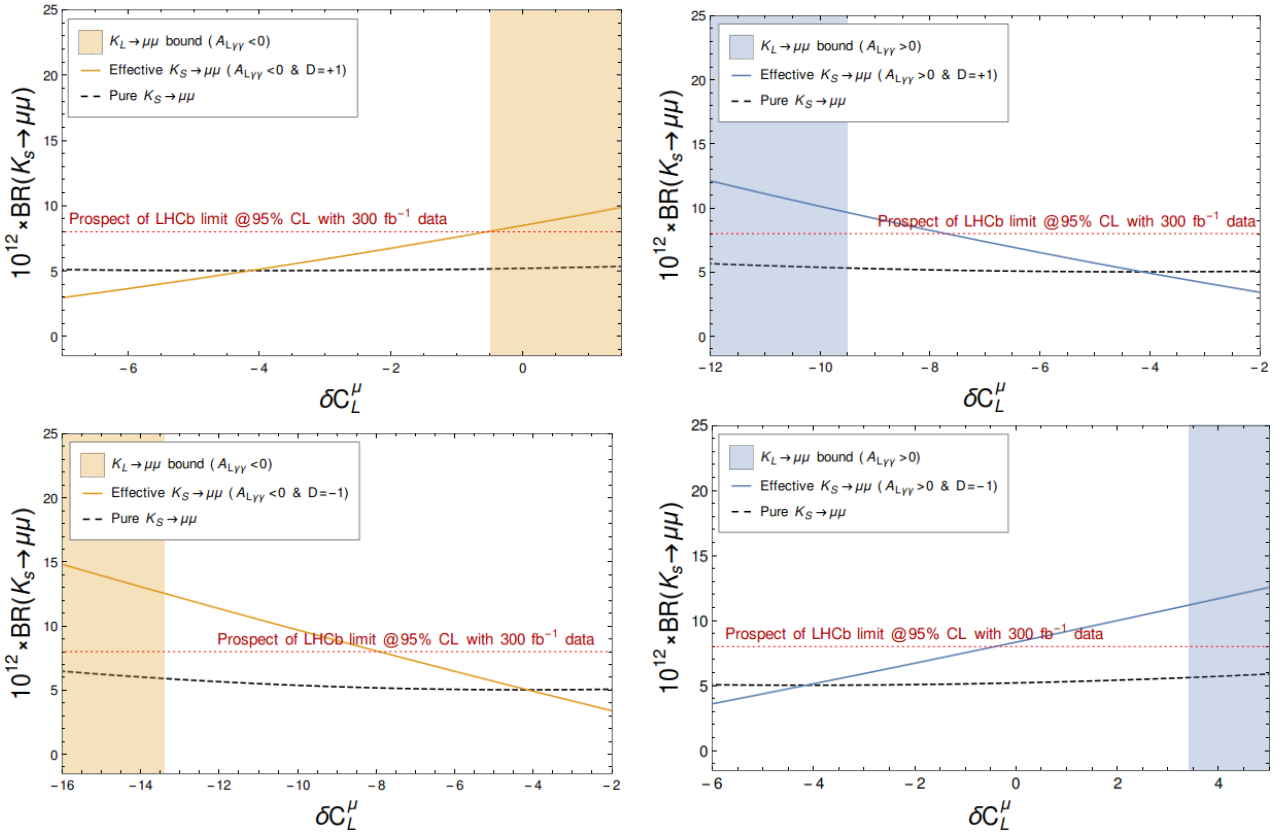 K_L → μμ bound ( A_Lγγ <0)
Effective K_S → μμ (A_Lγγ <0 & D=+1)
Pure K_S → μμ
Prospect of LHCb limit @95% CL with 300 fb⁻¹ data
10¹² × BR(K_s → μμ)
25
20
15
10
5
0
-6
-4
-2
0
δC_L^μ
K_L → μμ bound ( A_Lγγ >0)
Effective K_S → μμ (A_Lγγ >0 & D=+1)
Pure K_S → μμ
Prospect of LHCb limit @95% CL with 300 fb⁻¹ data
10¹² × BR(K_s → μμ)
25
20
15
10
5
0
-12
-10
-8
-6
-4
-2
δC_L^μ
K_L → μμ bound (A_Lγγ <0)
Effective K_S → μμ (A_Lγγ <0 & D=-1)
Pure K_S → μμ
Prospect of LHCb limit @95% CL with 300 fb⁻¹ data
10¹² × BR(K_s → μμ)
25
20
15
10
5
0
-16
-14
-12
-10
-8
-6
-4
-2
δC_L^μ
K_L → μμ bound ( A_Lγγ >0)
Effective K_S → μμ (A_Lγγ >0 & D=-1)
Pure K_S → μμ
Prospect of LHCb limit @95% CL with 300 fb⁻¹ data
10¹² × BR(K_s → μμ)
25
20
15
10
5
0
-6
-4
-2
0
2
4
δC_L^μ